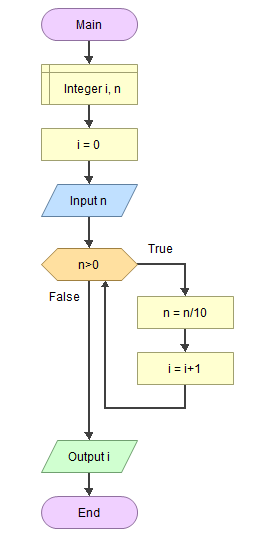 Main
Integer i, n
i = 0
Input n
n>0
True
False
n = n/10
i = i+1
Output i
End